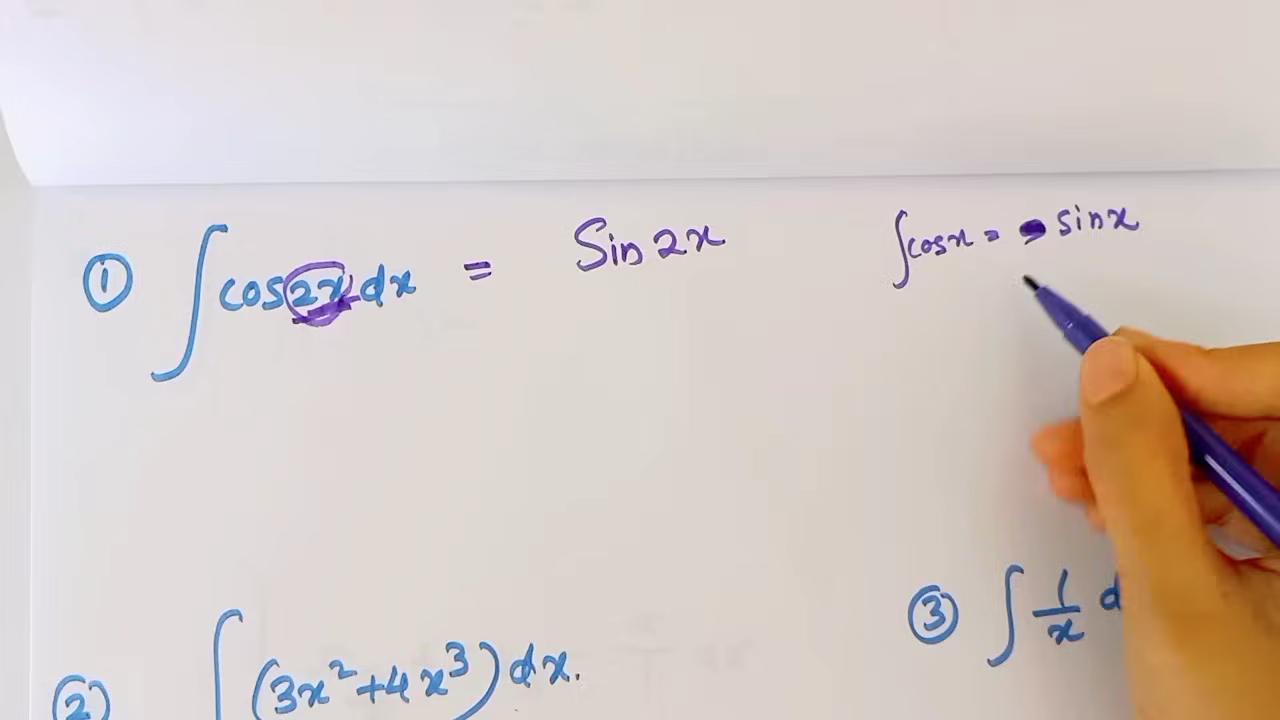 ① ∫cos2x dx = Sin 2x
∫cosx = sinx
③ ∫ 1/x d
② ∫(3x²+4x³)dx.